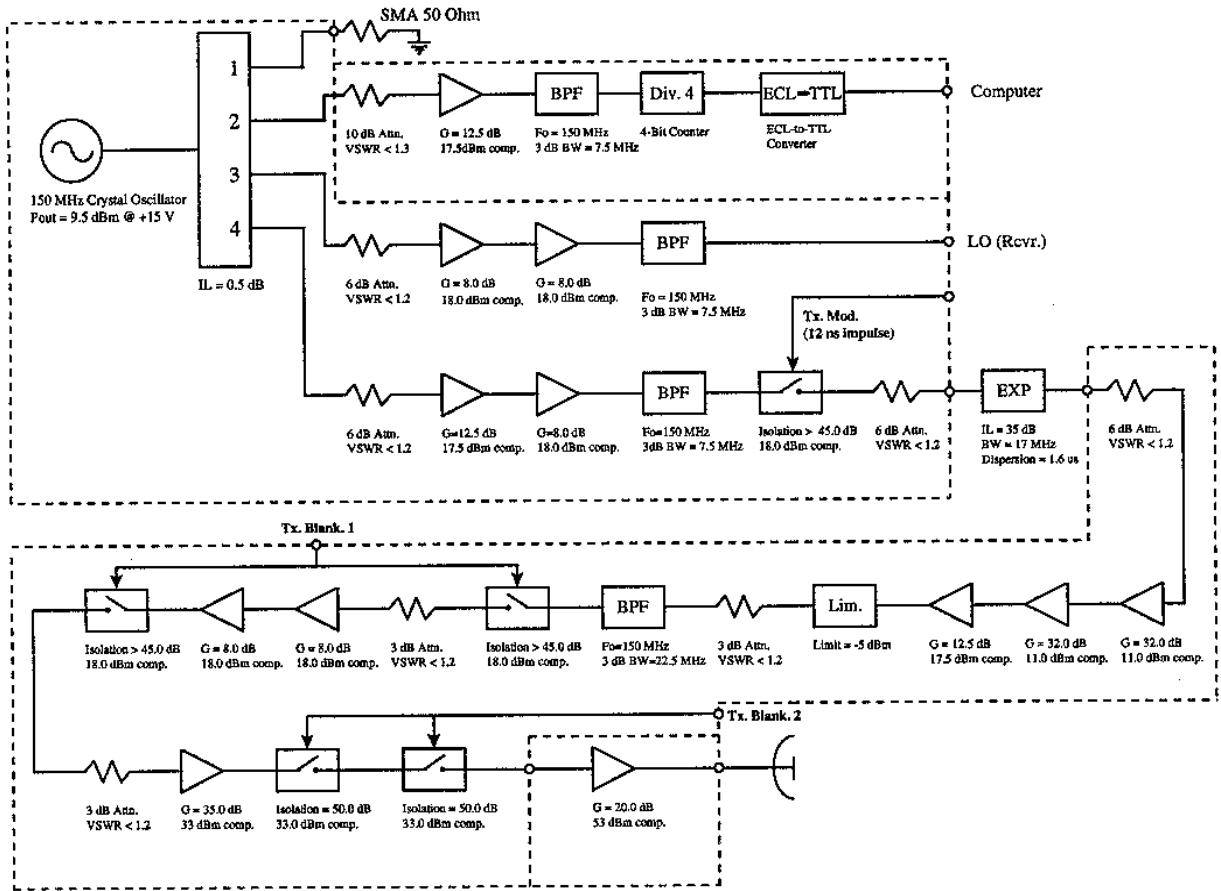 SMA 50 Ohm
1
2
3
4
150 MHz Crystal Oscillator
Pout = 9.5 dBm @ +15 V
IL = 0.5 dB
BPF
Div. 4
ECL➡TTL
Computer
10 dB Attn.
VSWR < 1.3
G = 12.5 dB
17.5dBm comp.
Fo = 150 MHz
3 dB BW = 7.5 MHz
4-Bit Counter
ECL-to-TTL
Converter
BPF
LO (Rcvr.)
6 dB Attn.
VSWR < 1.2
G = 8.0 dB
18.0 dBm comp.
G = 8.0 dB
18.0 dBm comp.
Fo = 150 MHz
3 dB BW = 7.5 MHz
Tx. Mod.
(12 ns impulse)
BPF
EXP
6 dB Attn.
VSWR < 1.2
G=12.5 dB
17.5 dBm comp.
G=8.0 dB
18.0 dBm comp.
Fo=150 MHz
3dB BW = 7.5 MHz
Isolation > 45.0 dB
18.0 dBm comp.
6 dB Attn.
VSWR < 1.2
IL = 35 dB
BW = 17 MHz
Dispersion = 1.6 us
6 dB Attn.
VSWR < 1.2
Tx. Blank. 1
BPF
Lim.
Isolation > 45.0 dB
18.0 dBm comp.
G = 8.0 dB
18.0 dBm comp.
G = 8.0 dB
18.0 dBm comp.
3 dB Attn.
VSWR < 1.2
Isolation > 45.0 dB
18.0 dBm comp.
Fo=150 MHz
3 dB BW=22.5 MHz
3 dB Attn.
VSWR < 1.2
Limit = -5 dBm
G = 12.5 dB
17.5 dBm comp.
G = 32.0 dB
11.0 dBm comp.
G = 32.0 dB
11.0 dBm comp.
Tx. Blank. 2
3 dB Attn.
VSWR < 1.2
G = 35.0 dB
33 dBm comp.
Isolation = 50.0 dB
33.0 dBm comp.
Isolation = 50.0 dB
33.0 dBm comp.
G = 20.0 dB
53 dBm comp.